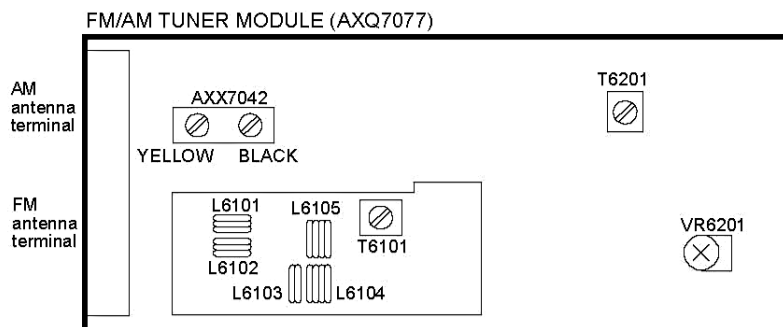 FM/AM TUNER MODULE (AXQ7077)
AM
antenna
terminal
AXX7042
YELLOW BLACK
T6201
FM
antenna
terminal
L6101
L6105
T6101
L6102
L6103
L6104
VR6201